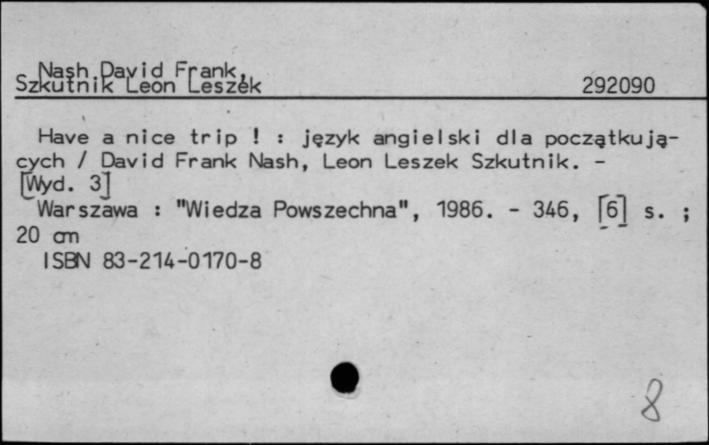 Nash David Frank,
Szkutnik Leon Leszek 292090
Have a nice trip ! : język angielski dla początkują-
cych / David Frank Nash, Leon Leszek Szkutnik. -
[Wyd. 3]
Warszawa : "Wiedza Powszechna", 1986. - 346, [6] s. ;
20 cm
ISBN 83-214-0170-8
8